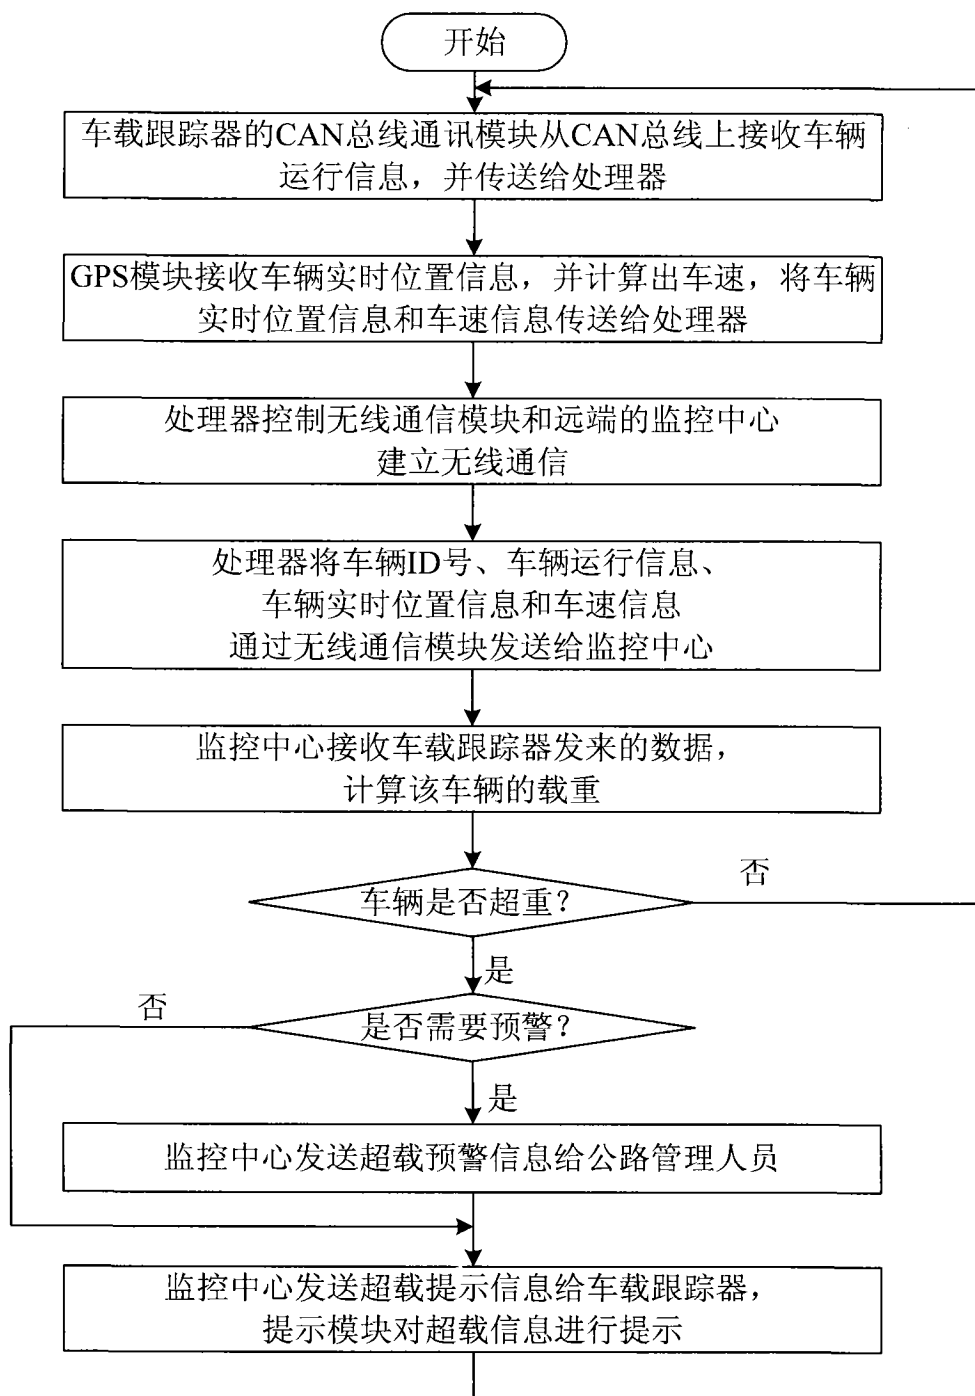 开始
车载跟踪器的CAN总线通讯模块从CAN总线上接收车辆
运行信息，并传送给处理器
GPS模块接收车辆实时位置信息，并计算出车速，将车辆
实时位置信息和车速信息传送给处理器
处理器控制无线通信模块和远端的监控中心
建立无线通信
处理器将车辆ID号、车辆运行信息、
车辆实时位置信息和车速信息
通过无线通信模块发送给监控中心
监控中心接收车载跟踪器发来的数据，
计算该车辆的载重
否
车辆是否超重？
是
否
是否需要预警？
是
监控中心发送超载预警信息给公路管理人员
监控中心发送超载提示信息给车载跟踪器，
提示模块对超载信息进行提示